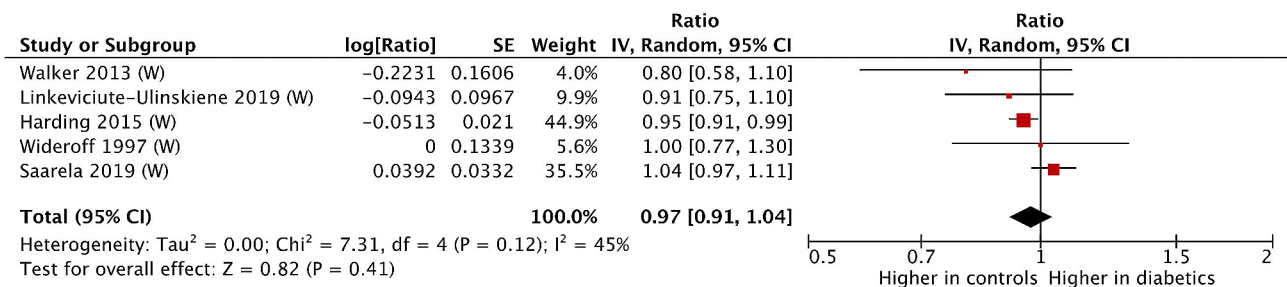 Ratio Ratio
Study or Subgroup log[Ratio] SE Weight IV, Random, 95% CI IV, Random, 95% CI
Walker 2013 (W) −0.2231 0.1606 4.0% 0.80 [0.58, 1.10]
Linkeviciute-Ulinskiene 2019 (W) −0.0943 0.0967 9.9% 0.91 [0.75, 1.10]
Harding 2015 (W) −0.0513 0.021 44.9% 0.95 [0.91, 0.99]
Wideroff 1997 (W) 0 0.1339 5.6% 1.00 [0.77, 1.30]
Saarela 2019 (W) 0.0392 0.0332 35.5% 1.04 [0.97, 1.11]
Total (95% CI) 100.0% 0.97 [0.91, 1.04]
Heterogeneity: Tau² = 0.00; Chi² = 7.31, df = 4 (P = 0.12); I² = 45%
Test for overall effect: Z = 0.82 (P = 0.41)
0.5 0.7 1 1.5 2
Higher in controls Higher in diabetics